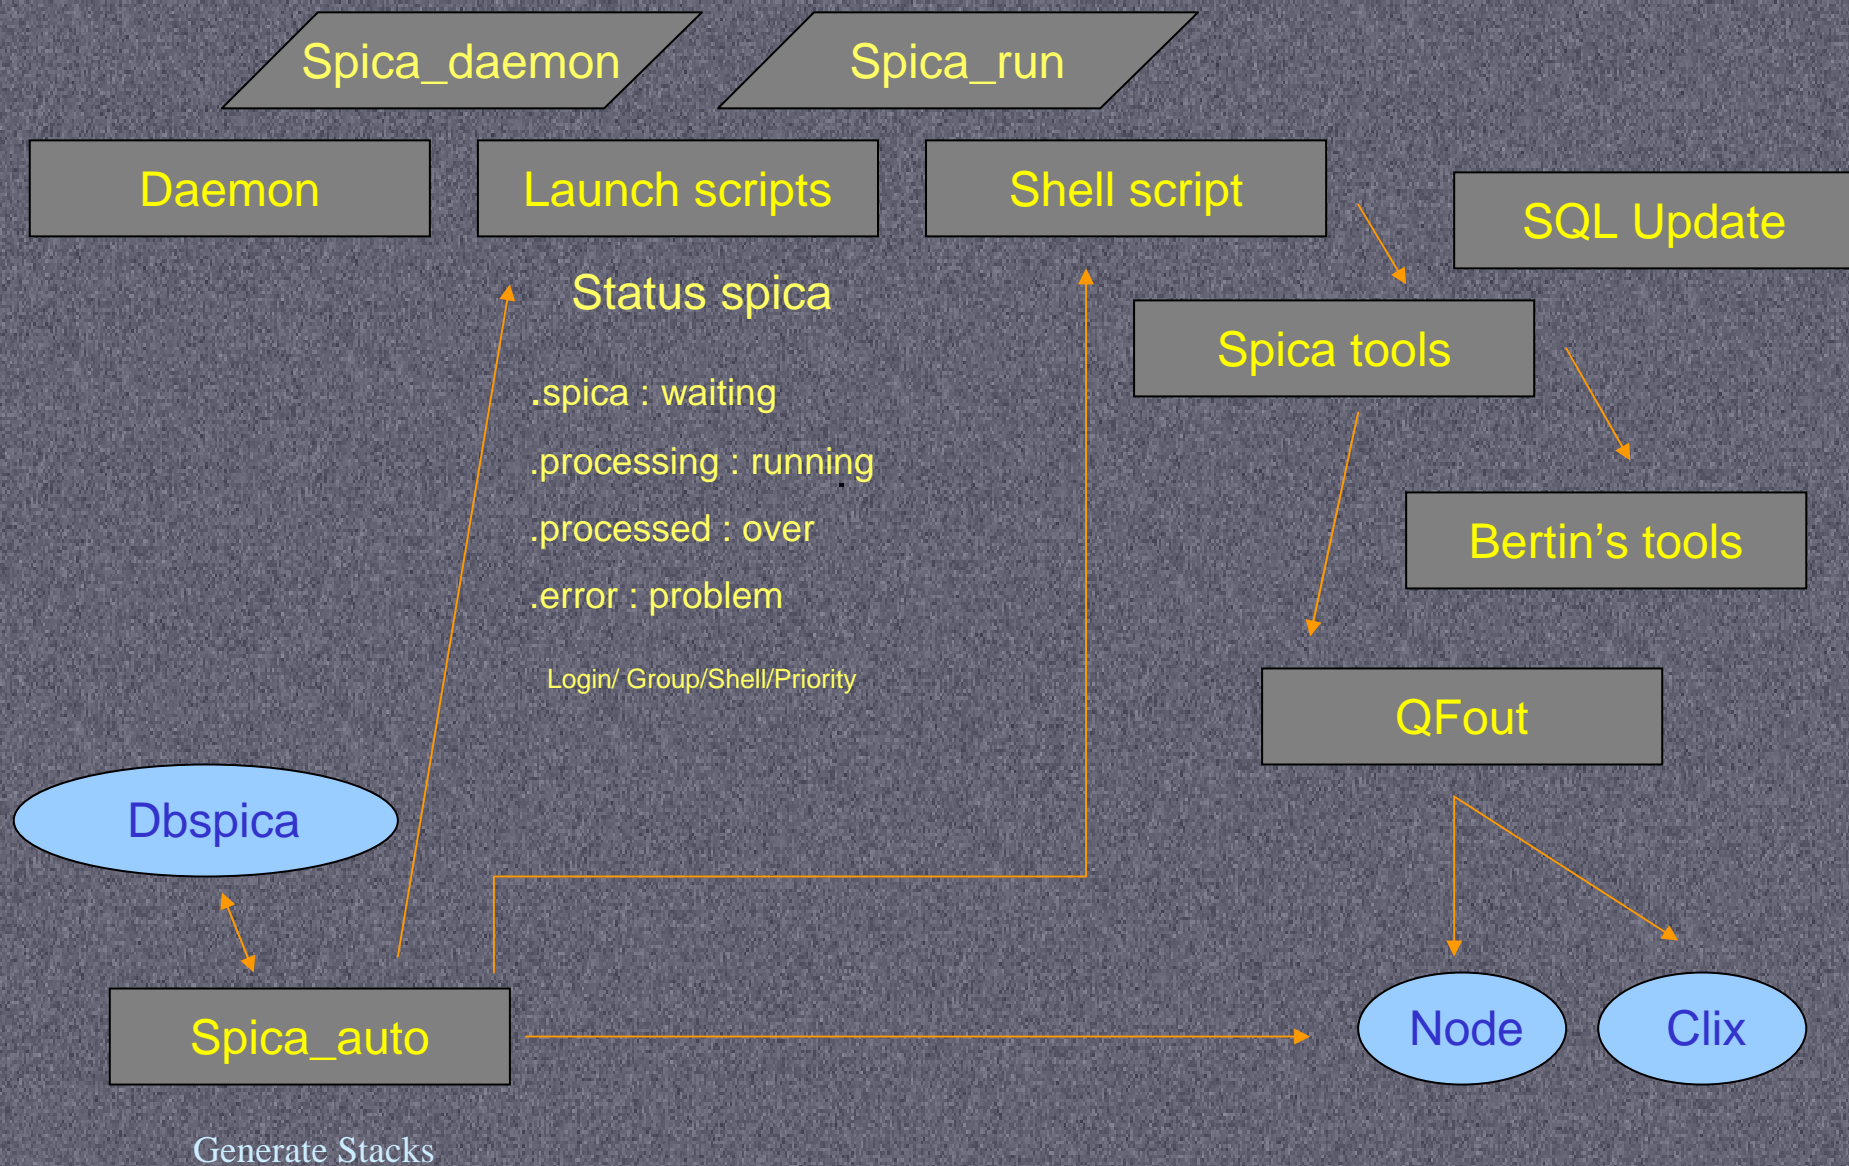 Spica_daemon
Spica_run
Daemon
Launch scripts
Shell script
SQL Update
Status spica
Spica tools
.spica : waiting
.processing : running
.processed : over
Bertin’s tools
.error : problem
Login/ Group/Shell/Priority
QFout
Dbspica
Spica_auto
Node
Clix
Generate Stacks